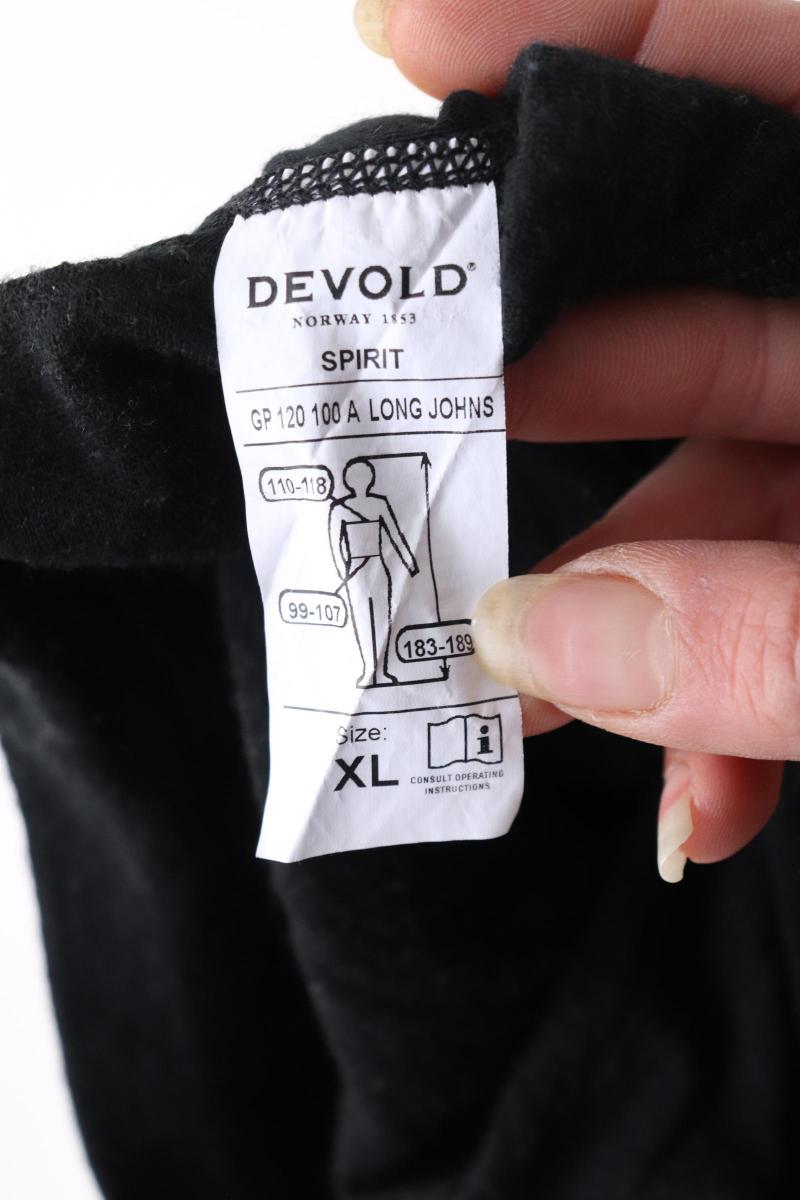 DEVOLD®
NORWAY 1853
SPIRIT
GP 120 100 A LONG JOHNS
110-118
99-107
183-189
Size:
XL
i
CONSULT OPERATING
INSTRUCTIONS